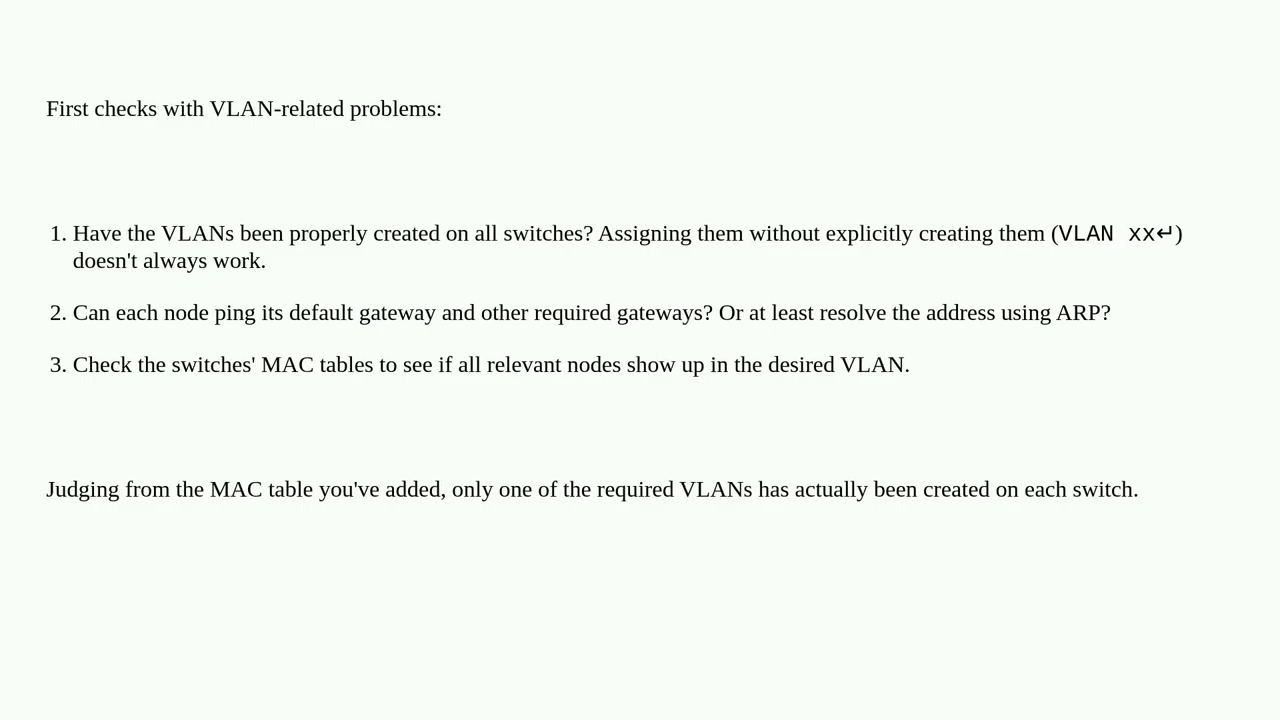 First checks with VLAN-related problems:
1. Have the VLANs been properly created on all switches? Assigning them without explicitly creating them (VLAN xx↵)
doesn't always work.
2. Can each node ping its default gateway and other required gateways? Or at least resolve the address using ARP?
3. Check the switches' MAC tables to see if all relevant nodes show up in the desired VLAN.
Judging from the MAC table you've added, only one of the required VLANs has actually been created on each switch.